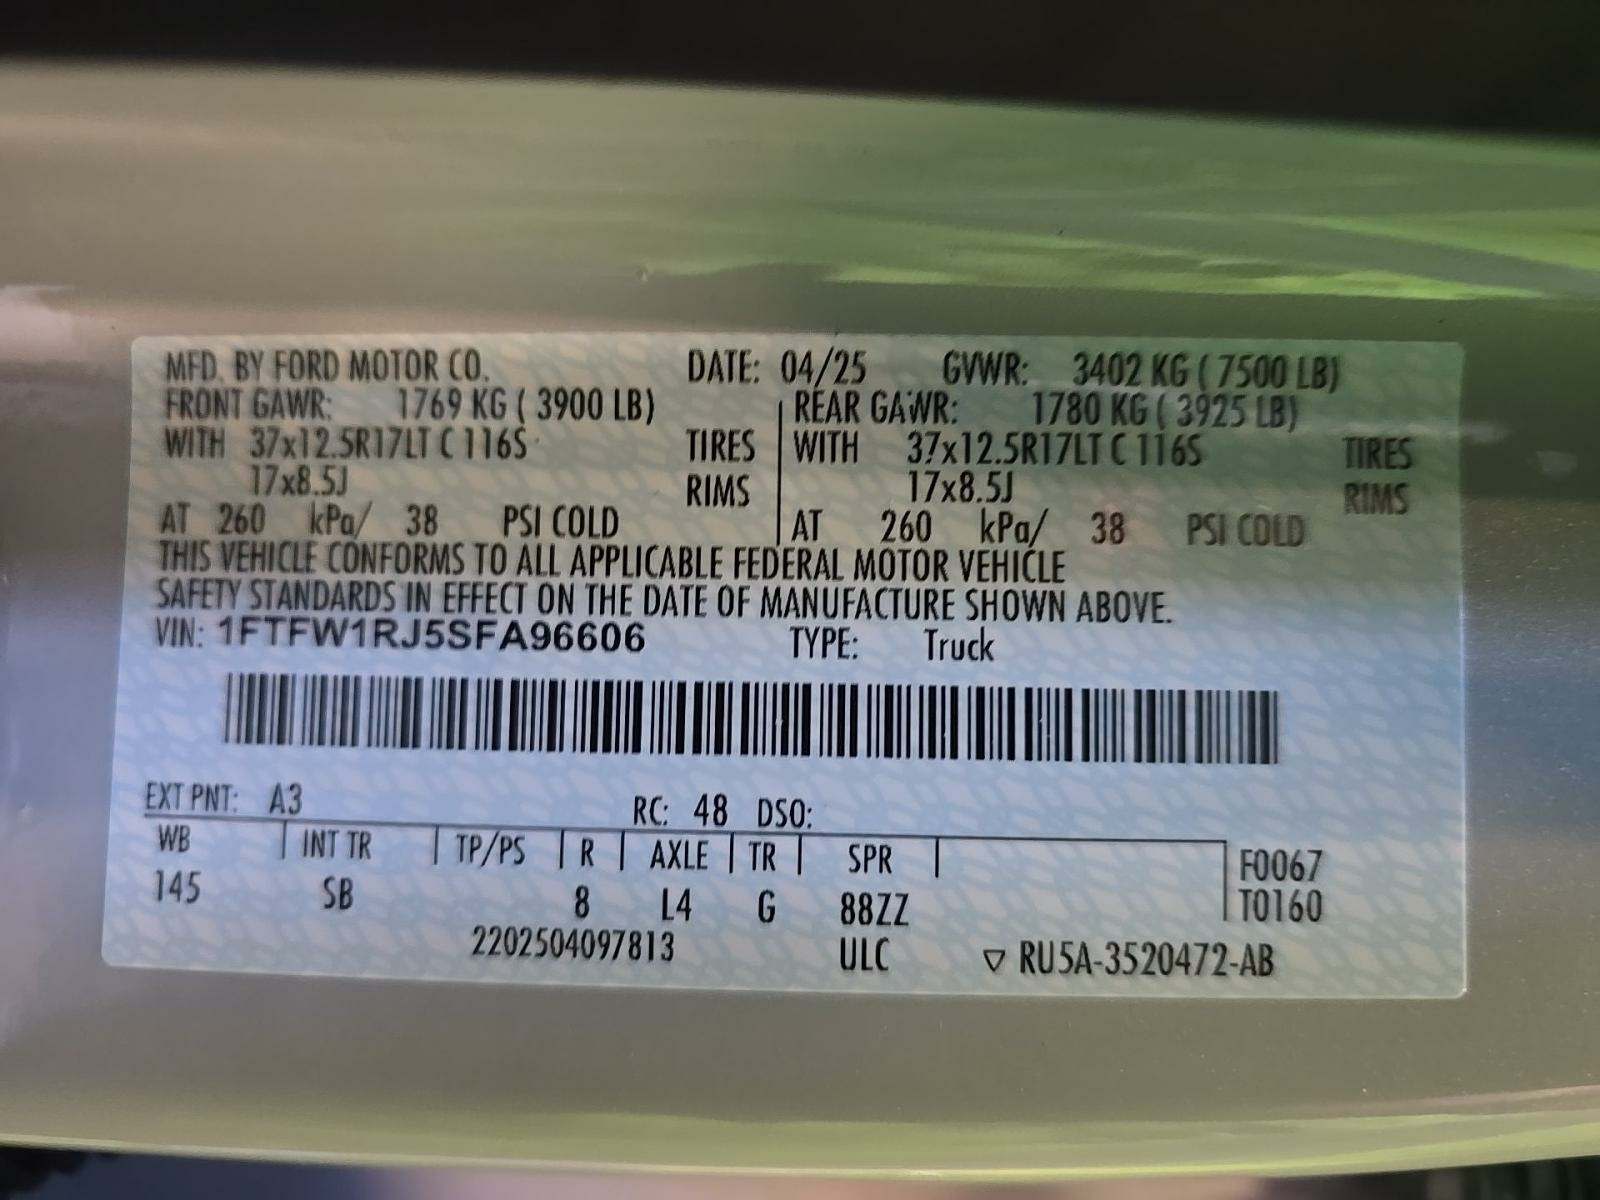 MFD. BY FORD MOTOR CO. DATE: 04/25 GVWR: 3402 KG ( 7500 LB)
FRONT GAWR: 1769 KG ( 3900 LB) REAR GAWR: 1780 KG ( 3925 LB)
WITH 37x12.5R17LT C 116S TIRES WITH 37x12.5R17LT C 116S TIRES
17x8.5J RIMS 17x8.5J RIMS
AT 260 kPa/ 38 PSI COLD AT 260 kPa/ 38 PSI COLD
THIS VEHICLE CONFORMS TO ALL APPLICABLE FEDERAL MOTOR VEHICLE
SAFETY STANDARDS IN EFFECT ON THE DATE OF MANUFACTURE SHOWN ABOVE.
VIN: 1FTFW1RJ5SFA96606 TYPE: Truck
EXT PNT: A3 RC: 48 DSO:
WB INT TR TP/PS R AXLE TR SPR F0067
145 SB 8 L4 G 88ZZ T0160
2202504097813 ULC ▽ RU5A-3520472-AB